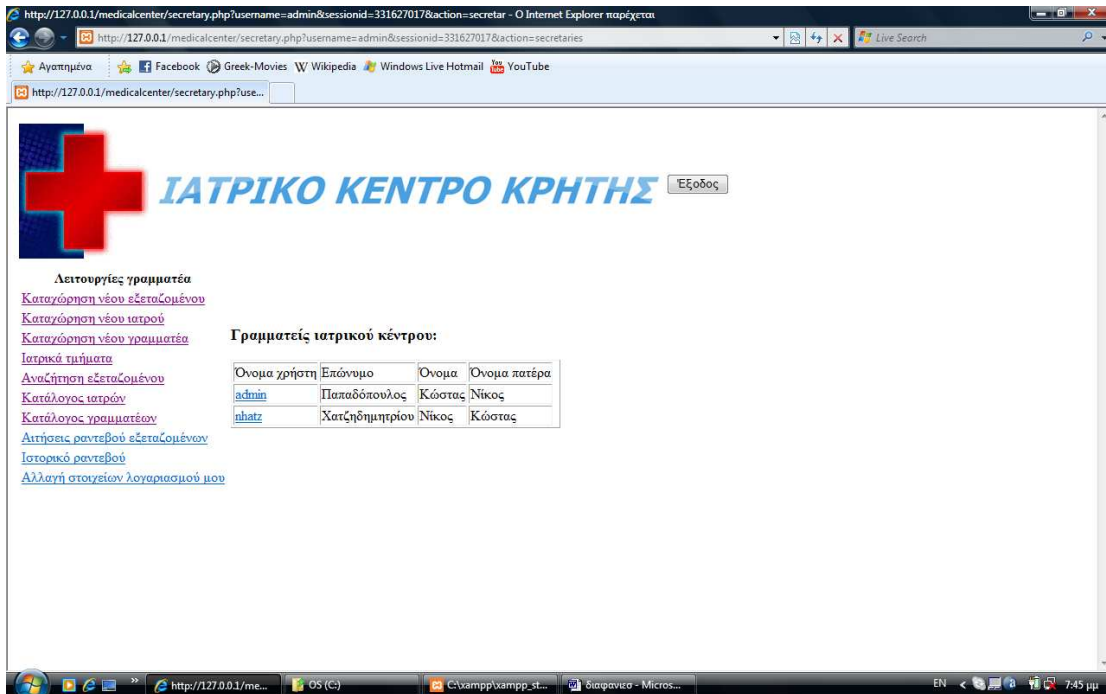 http://127.0.0.1/medicalcenter/secretary.php?username=admin&sessionid=331627017&action=secretar - Ο Internet Explorer παρέχεται
http://127.0.0.1/medicalcenter/secretary.php?username=admin&sessionid=331627017&action=secretaries
Live Search
Αγαπημένα Facebook Greek-Movies W Wikipedia Windows Live Hotmail YouTube
http://127.0.0.1/medicalcenter/secretary.php?use...
ΙΑΤΡΙΚΟ ΚΕΝΤΡΟ ΚΡΗΤΗΣ
Έξοδος
Λειτουργίες γραμματέα
Καταχώρηση νέου εξεταζομένου
Καταχώρηση νέου ιατρού
Καταχώρηση νέου γραμματέα
Ιατρικά τμήματα
Αναζήτηση εξεταζομένου
Κατάλογος ιατρών
Κατάλογος γραμματέων
Αιτήσεις ραντεβού εξεταζομένων
Ιστορικό ραντεβού
Αλλαγή στοιχείων λογαριασμού μου
Γραμματείς ιατρικού κέντρου:
Όνομα χρήστη Επώνυμο Όνομα Όνομα πατέρα
admin Παπαδόπουλος Κώστας Νίκος
nhatz Χατζηδημητρίου Νίκος Κώστας
http://127.0.0.1/me... OS (C:) C:\xampp\xampp_st... διαφανιεσ - Micros... EN 7:45 μμ